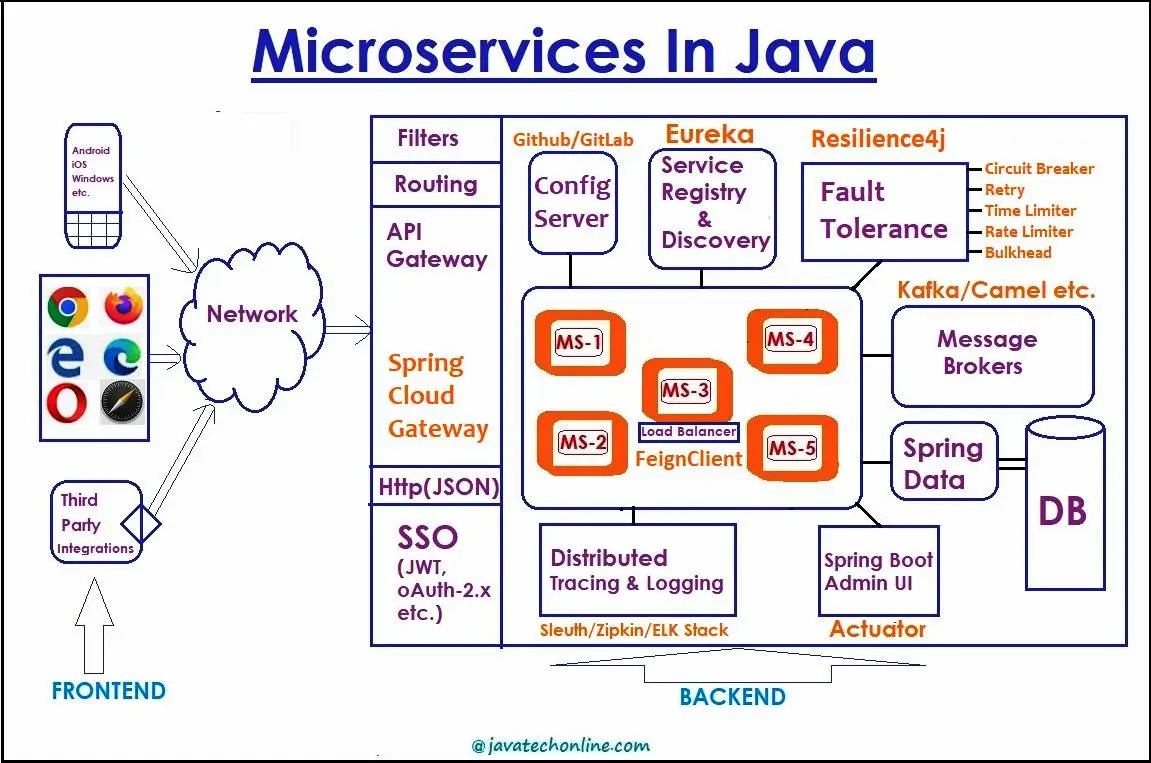 Microservices In Java
Android
iOS
Windows
etc.
Network
Third
Party
Integrations
FRONTEND
Filters
Routing
API
Gateway
Spring
Cloud
Gateway
Http(JSON)
SSO
(JWT,
oAuth-2.x
etc.)
Github/GitLab
Config
Server
Eureka
Service
Registry
&
Discovery
Resilience4j
Fault
Tolerance
Circuit Breaker
Retry
Time Limiter
Rate Limiter
Bulkhead
MS-1
MS-4
MS-3
MS-2
Load Balancer
MS-5
FeignClient
Kafka/Camel etc.
Message
Brokers
Spring
Data
DB
Distributed
Tracing & Logging
Sleuth/Zipkin/ELK Stack
Spring Boot
Admin UI
Actuator
BACKEND
@javatechonline.com